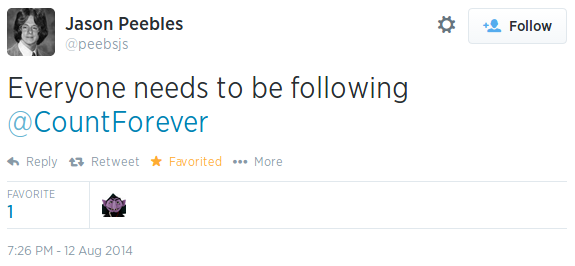 Jason Peebles
@peebsjs
Follow
Everyone needs to be following
@CountForever
Reply Retweet Favorited More
FAVORITE
1
7:26 PM - 12 Aug 2014